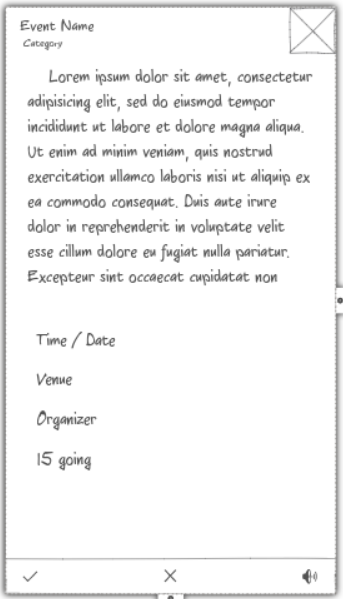 Event Name
Category
Lorem ipsum dolor sit amet, consectetur
adipisicing elit, sed do eiusmod tempor
incididunt ut labore et dolore magna aliqua.
Ut enim ad minim veniam, quis nostrud
exercitation ullamco laboris nisi ut aliquip ex
ea commodo consequat. Duis aute irure
dolor in reprehenderit in voluptate velit
esse cillum dolore eu fugiat nulla pariatur.
Excepteur sint occaecat cupidatat non
Time / Date
Venue
Organizer
15 going